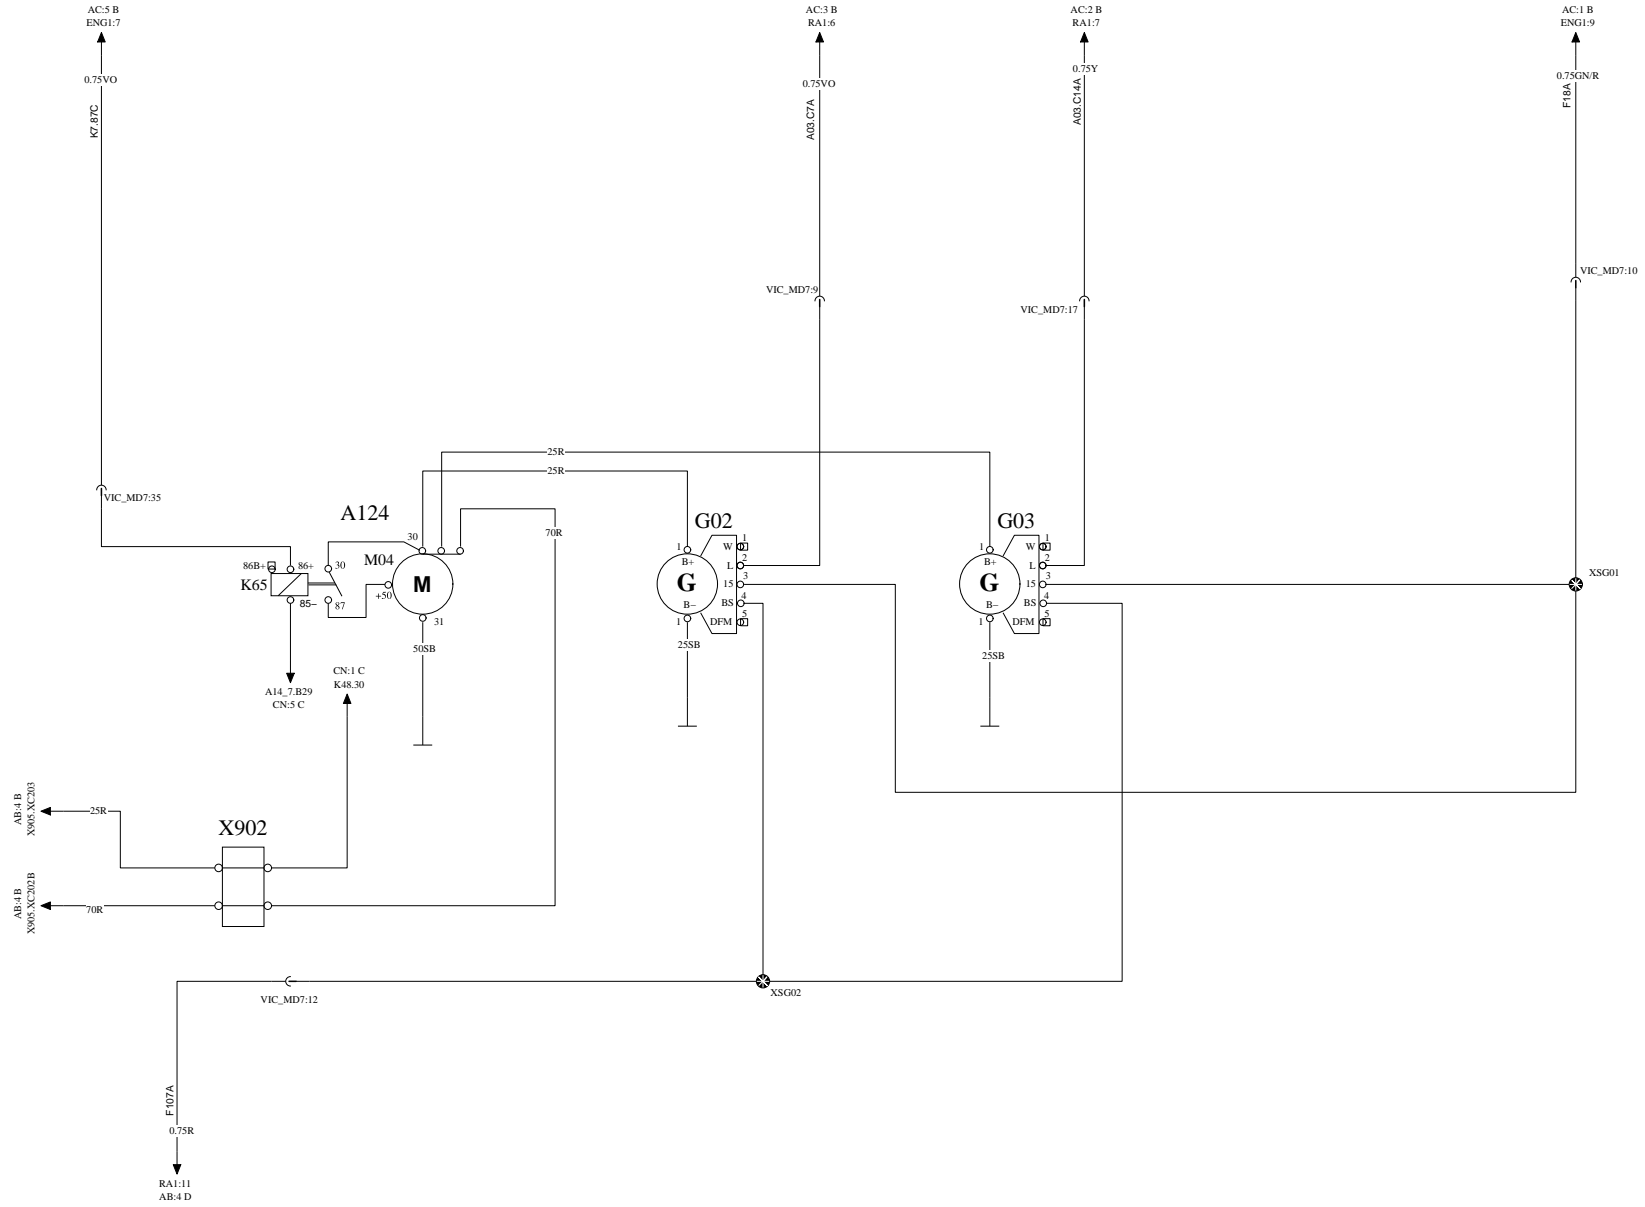 AC:5 B
ENG1:7
AC:3 B
RA1:6
AC:2 B
RA1:7
AC:1 B
ENG1:9
0.75VO
K7.87C
0.75VO
A03.C7A
0.75Y
A03.C14A
0.75GN/R
F18A
VIC_MD7:9
VIC_MD7:17
VIC_MD7:10
VIC_MD7:35
25R
25R
70R
A124
30
M04
M
+50
31
50SB
86B+
86+
30
K65
85–
87
A14_7.B29
CN:5 C
CN:1 C
K48.30
G02
1
B+
G
B–
1
25SB
W
1
L
2
15
3
BS
4
DFM
5
G03
1
B+
G
B–
1
25SB
W
1
L
2
15
3
BS
4
DFM
5
XSG01
AB:4 B
X905.XC203
25R
X902
AB:4 B
X905.XC202B
70R
VIC_MD7:12
XSG02
F107A
0.75R
RA1:11
AB:4 D